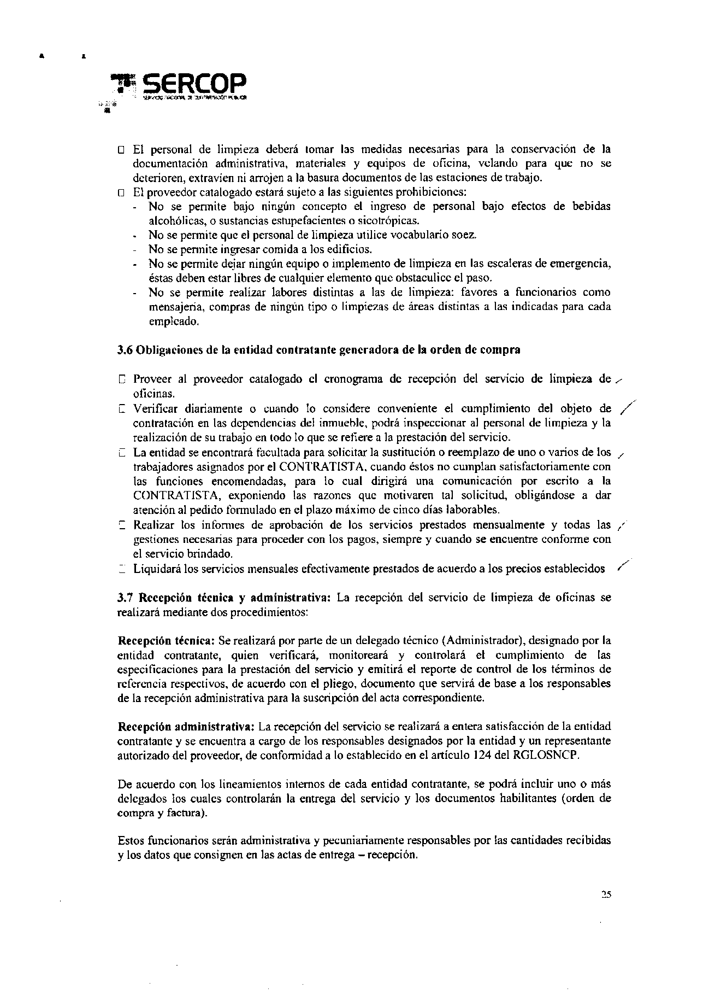 SERCOP
□ El personal de limpieza deberá tomar las medidas necesarias para la conservación de la
documentación administrativa, materiales y equipos de oficina, velando para que no se
deterioren, extravien ni arrojen a la basura documentos de las estaciones de trabajo.
□ El proveedor catalogado estará sujeto a las siguientes prohibiciones:
- No se permite bajo ningún concepto el ingreso de personal bajo efectos de bebidas
alcohólicas, o sustancias estupefacientes o sicotrópicas.
- No se permite que el personal de limpieza utilice vocabulario soez.
- No se permite ingresar comida a los edificios.
- No se permite dejar ningún equipo o implemento de limpieza en las escaleras de emergencia,
éstas deben estar libres de cualquier elemento que obstaculice el paso.
- No se permite realizar labores distintas a las de limpieza: favores a funcionarios como
mensajería, compras de ningún tipo o limpiezas de áreas distintas a las indicadas para cada
empleado.
3.6 Obligaciones de la entidad contratante generadora de la orden de compra
□ Proveer al proveedor catalogado el cronograma de recepción del servicio de limpieza de
oficinas.
□ Verificar diariamente o cuando lo considere conveniente el cumplimiento del objeto de
contratación en las dependencias del inmueble, podrá inspeccionar al personal de limpieza y la
realización de su trabajo en todo lo que se refiere a la prestación del servicio.
□ La entidad se encontrará facultada para solicitar la sustitución o reemplazo de uno o varios de los
trabajadores asignados por el CONTRATISTA, cuando éstos no cumplan satisfactoriamente con
las funciones encomendadas, para lo cual dirigirá una comunicación por escrito a la
CONTRATISTA, exponiendo las razones que motivaren tal solicitud, obligándose a dar
atención al pedido formulado en el plazo máximo de cinco días laborables.
□ Realizar los informes de aprobación de los servicios prestados mensualmente y todas las
gestiones necesarias para proceder con los pagos, siempre y cuando se encuentre conforme con
el servicio brindado.
□ Liquidará los servicios mensuales efectivamente prestados de acuerdo a los precios establecidos
3.7 Recepción técnica y administrativa: La recepción del servicio de limpieza de oficinas se
realizará mediante dos procedimientos:
Recepción técnica: Se realizará por parte de un delegado técnico (Administrador), designado por la
entidad contratante, quien verificará, monitoreará y controlará el cumplimiento de las
especificaciones para la prestación del servicio y emitirá el reporte de control de los términos de
referencia respectivos, de acuerdo con el pliego, documento que servirá de base a los responsables
de la recepción administrativa para la suscripción del acta correspondiente.
Recepción administrativa: La recepción del servicio se realizará a entera satisfacción de la entidad
contratante y se encuentra a cargo de los responsables designados por la entidad y un representante
autorizado del proveedor, de conformidad a lo establecido en el artículo 124 del RGLOSNCP.
De acuerdo con los lineamientos internos de cada entidad contratante, se podrá incluir uno o más
delegados los cuales controlarán la entrega del servicio y los documentos habilitantes (orden de
compra y factura).
Estos funcionarios serán administrativa y pecuniariamente responsables por las cantidades recibidas
y los datos que consignen en las actas de entrega – recepción.
25